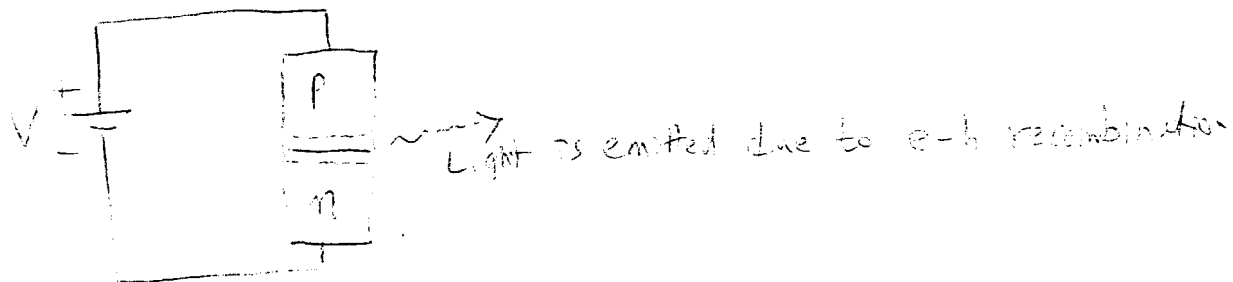 +
V
-
p
n
Light is emitted due to e-h recombination